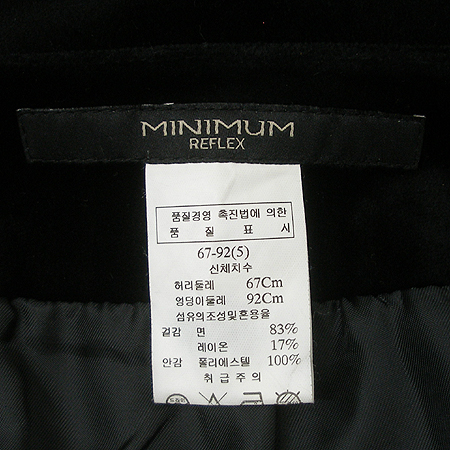 MINIMUM
REFLEX
품질경영 촉진법에 의한
품 질 표 시
67-92(5)
신체치수
허리둘레 67Cm
엉덩이둘레 92Cm
섬유의조성및혼용율
겉감 면 83%
레이온 17%
안감 폴리에스텔 100%
취급주의